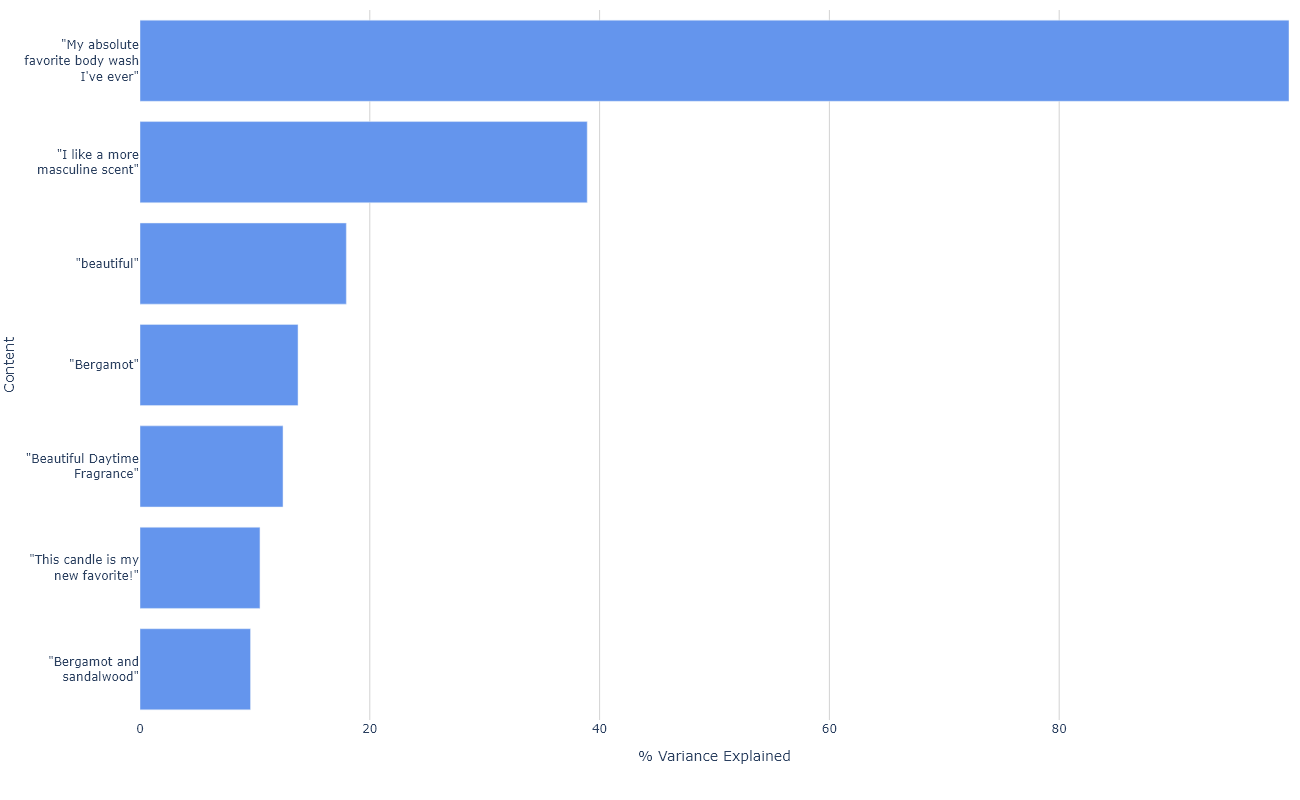 "My absolute
favorite body wash
I've ever"
"I like a more
masculine scent"
"beautiful"
"Bergamot"
"Beautiful Daytime
Fragrance"
"This candle is my
new favorite!"
"Bergamot and
sandalwood"
Content
0 20 40 60 80
% Variance Explained